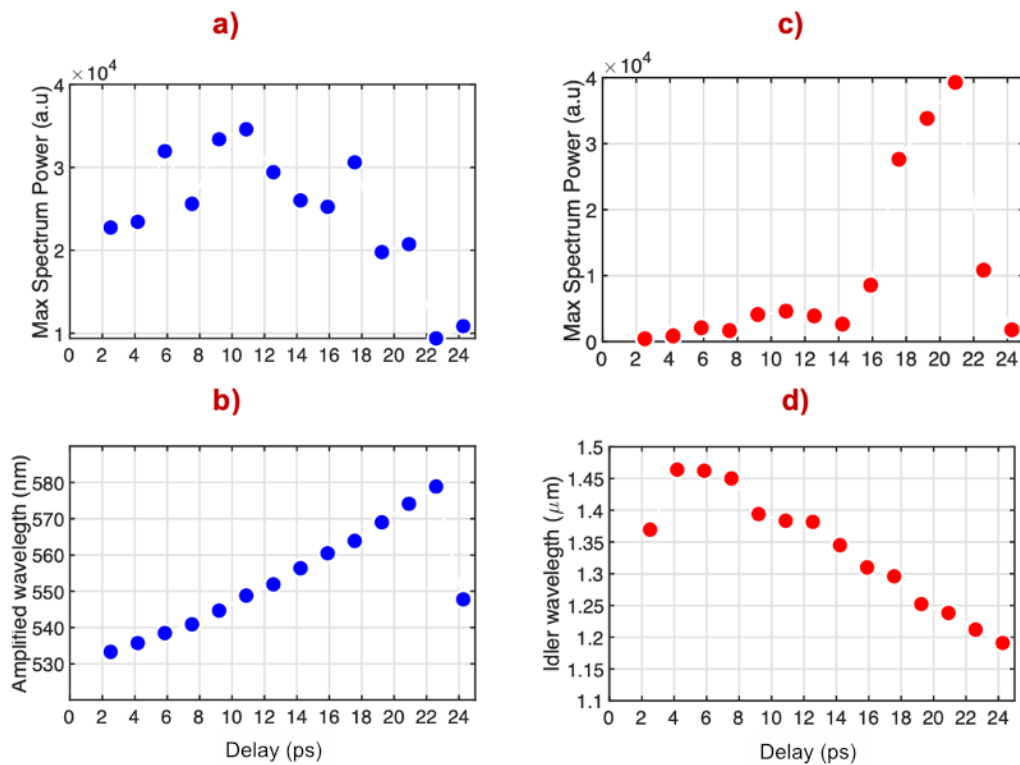 a)
× 10⁴
Max Spectrum Power (a.u)
4
3
2
1
0 2 4 6 8 10 12 14 16 18 20 22 24
c)
× 10⁴
Max Spectrum Power (a.u)
4
3
2
1
0
0 2 4 6 8 10 12 14 16 18 20 22 24
b)
Amplified wavelegth (nm)
580
570
560
550
540
530
0 2 4 6 8 10 12 14 16 18 20 22 24
Delay (ps)
d)
Idler wavelegth (μm)
1.5
1.45
1.4
1.35
1.3
1.25
1.2
1.15
1.1
0 2 4 6 8 10 12 14 16 18 20 22 24
Delay (ps)